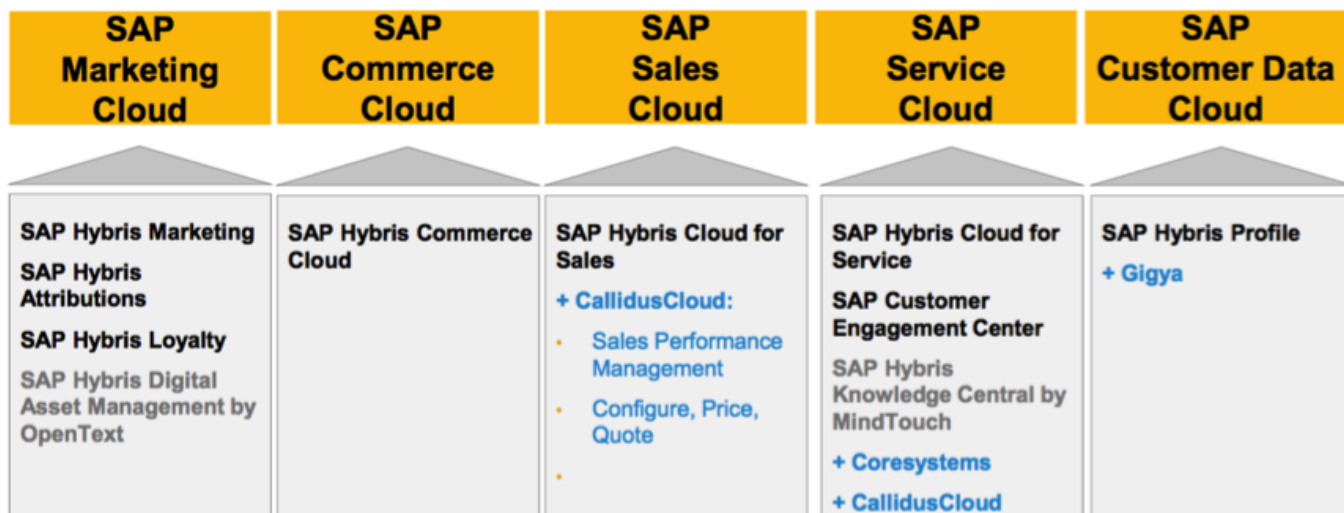 SAP
Marketing
Cloud
SAP
Commerce
Cloud
SAP
Sales
Cloud
SAP
Service
Cloud
SAP
Customer Data
Cloud
SAP Hybris Marketing
SAP Hybris
Attributions
SAP Hybris Loyalty
SAP Hybris Digital
Asset Management by
OpenText
SAP Hybris Commerce
Cloud
SAP Hybris Cloud for
Sales
+ CallidusCloud:
• Sales Performance
Management
• Configure, Price,
Quote
•
SAP Hybris Cloud for
Service
SAP Customer
Engagement Center
SAP Hybris
Knowledge Central by
MindTouch
+ Coresystems
+ CallidusCloud
SAP Hybris Profile
+ Gigya